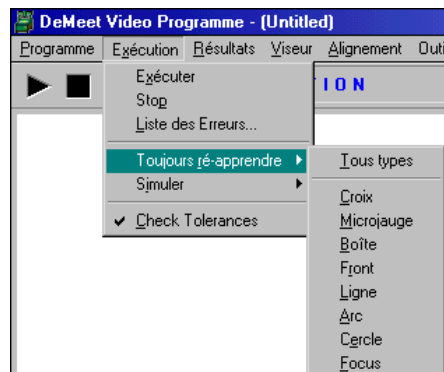 DeMeet Video Programme - (Untitled)
Programme Exécution Résultats Viseur Alignement Outi
Exécuter
I O N
Stop
Liste des Erreurs...
Toujours ré-apprendre
Tous types
Simuler
Croix
Check Tolerances
Microjauge
Boîte
Front
Ligne
Arc
Cercle
Focus